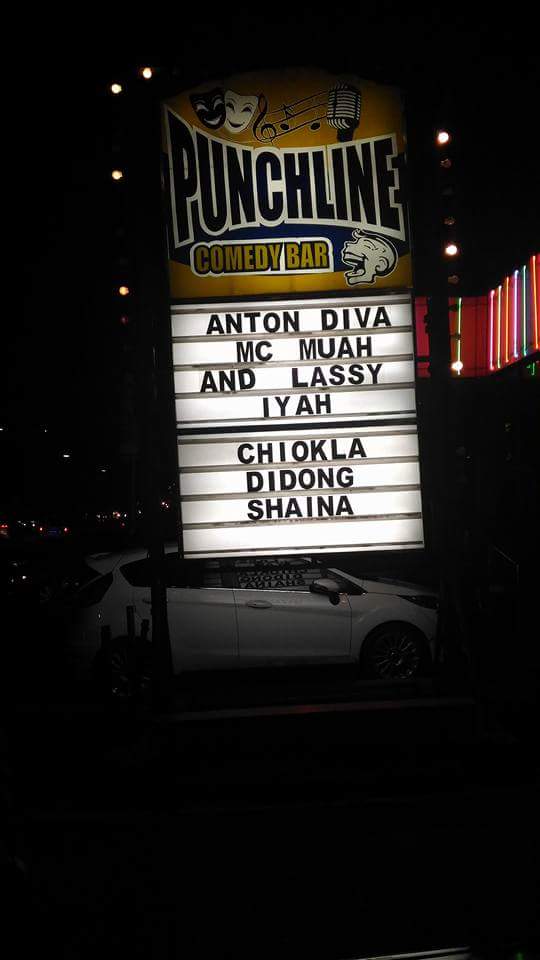 PUNCHLINE
COMEDY BAR
ANTON DIVA
MC MUAH
AND LASSY
IYAH
CHIOKLA
DIDONG
SHAINA